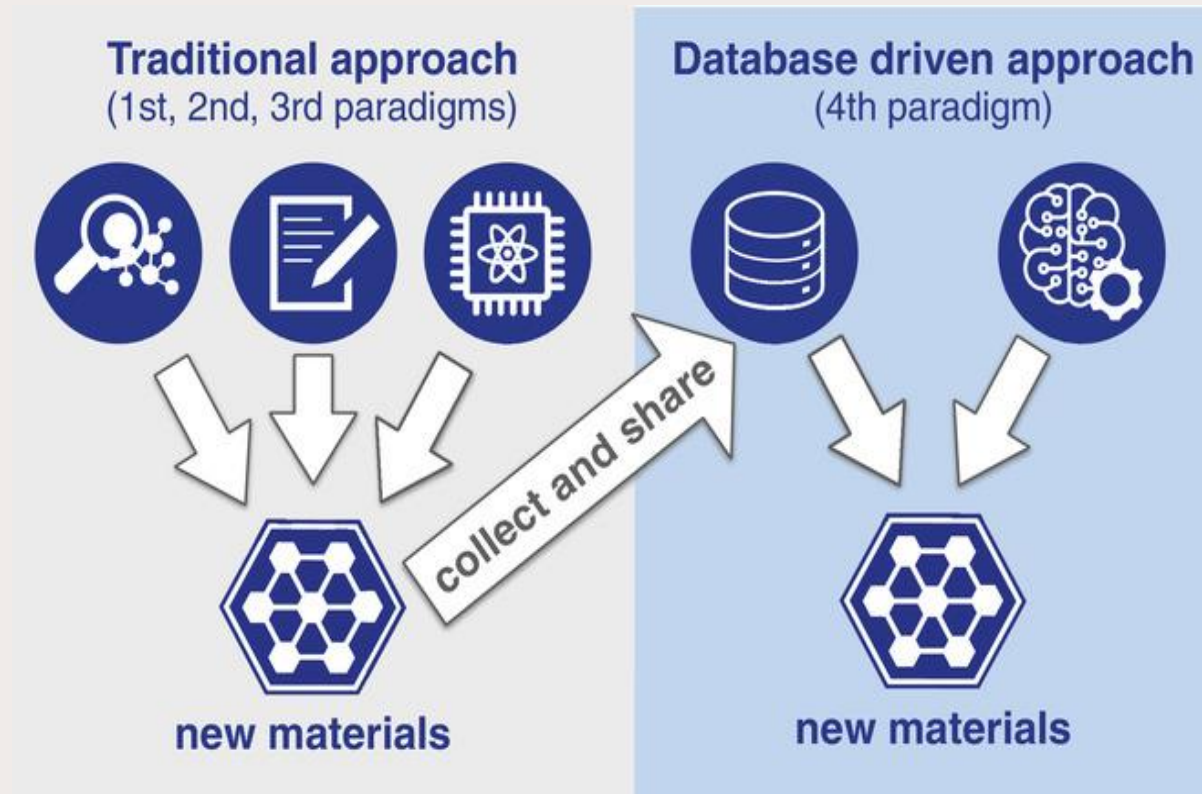 Traditional approach
(1st, 2nd, 3rd paradigms)
Database driven approach
(4th paradigm)
collect and share
new materials
new materials